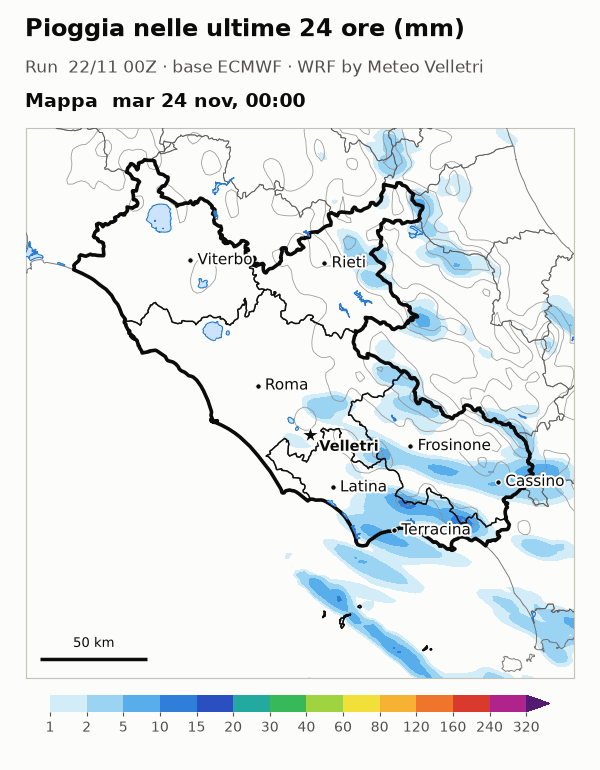 Pioggia nelle ultime 24 ore (mm)
Run  22/11 00Z · base ECMWF · WRF by Meteo Velletri
Mappa  mar 24 nov, 00:00
Viterbo
Rieti
Roma
Velletri
Frosinone
Latina
Cassino
Terracina
50 km
1 2 5 10 15 20 30 40 60 80 120 160 240 320